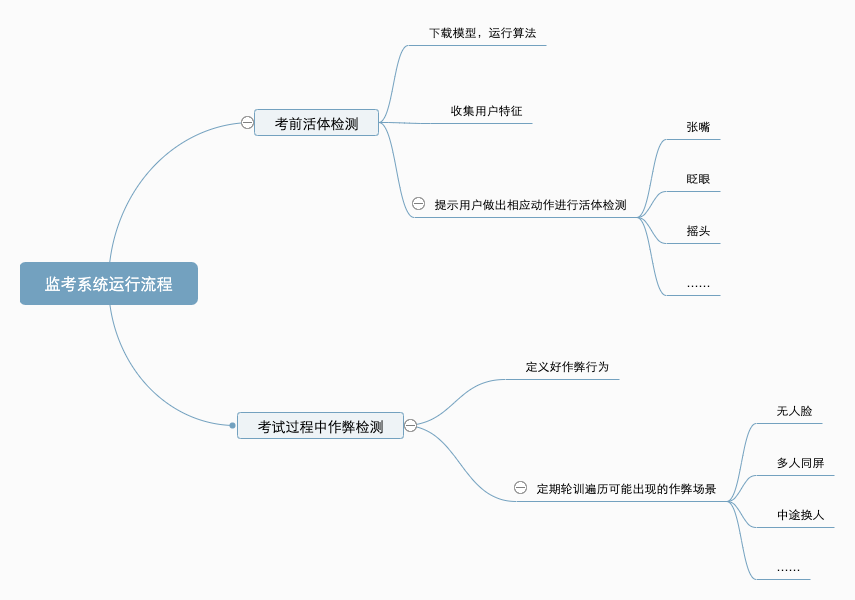 监考系统运行流程
考前活体检测
下载模型，运行算法
收集用户特征
提示用户做出相应动作进行活体检测
张嘴
眨眼
摇头
......
考试过程中作弊检测
定义好作弊行为
定期轮训遍历可能出现的作弊场景
无人脸
多人同屏
中途换人
......